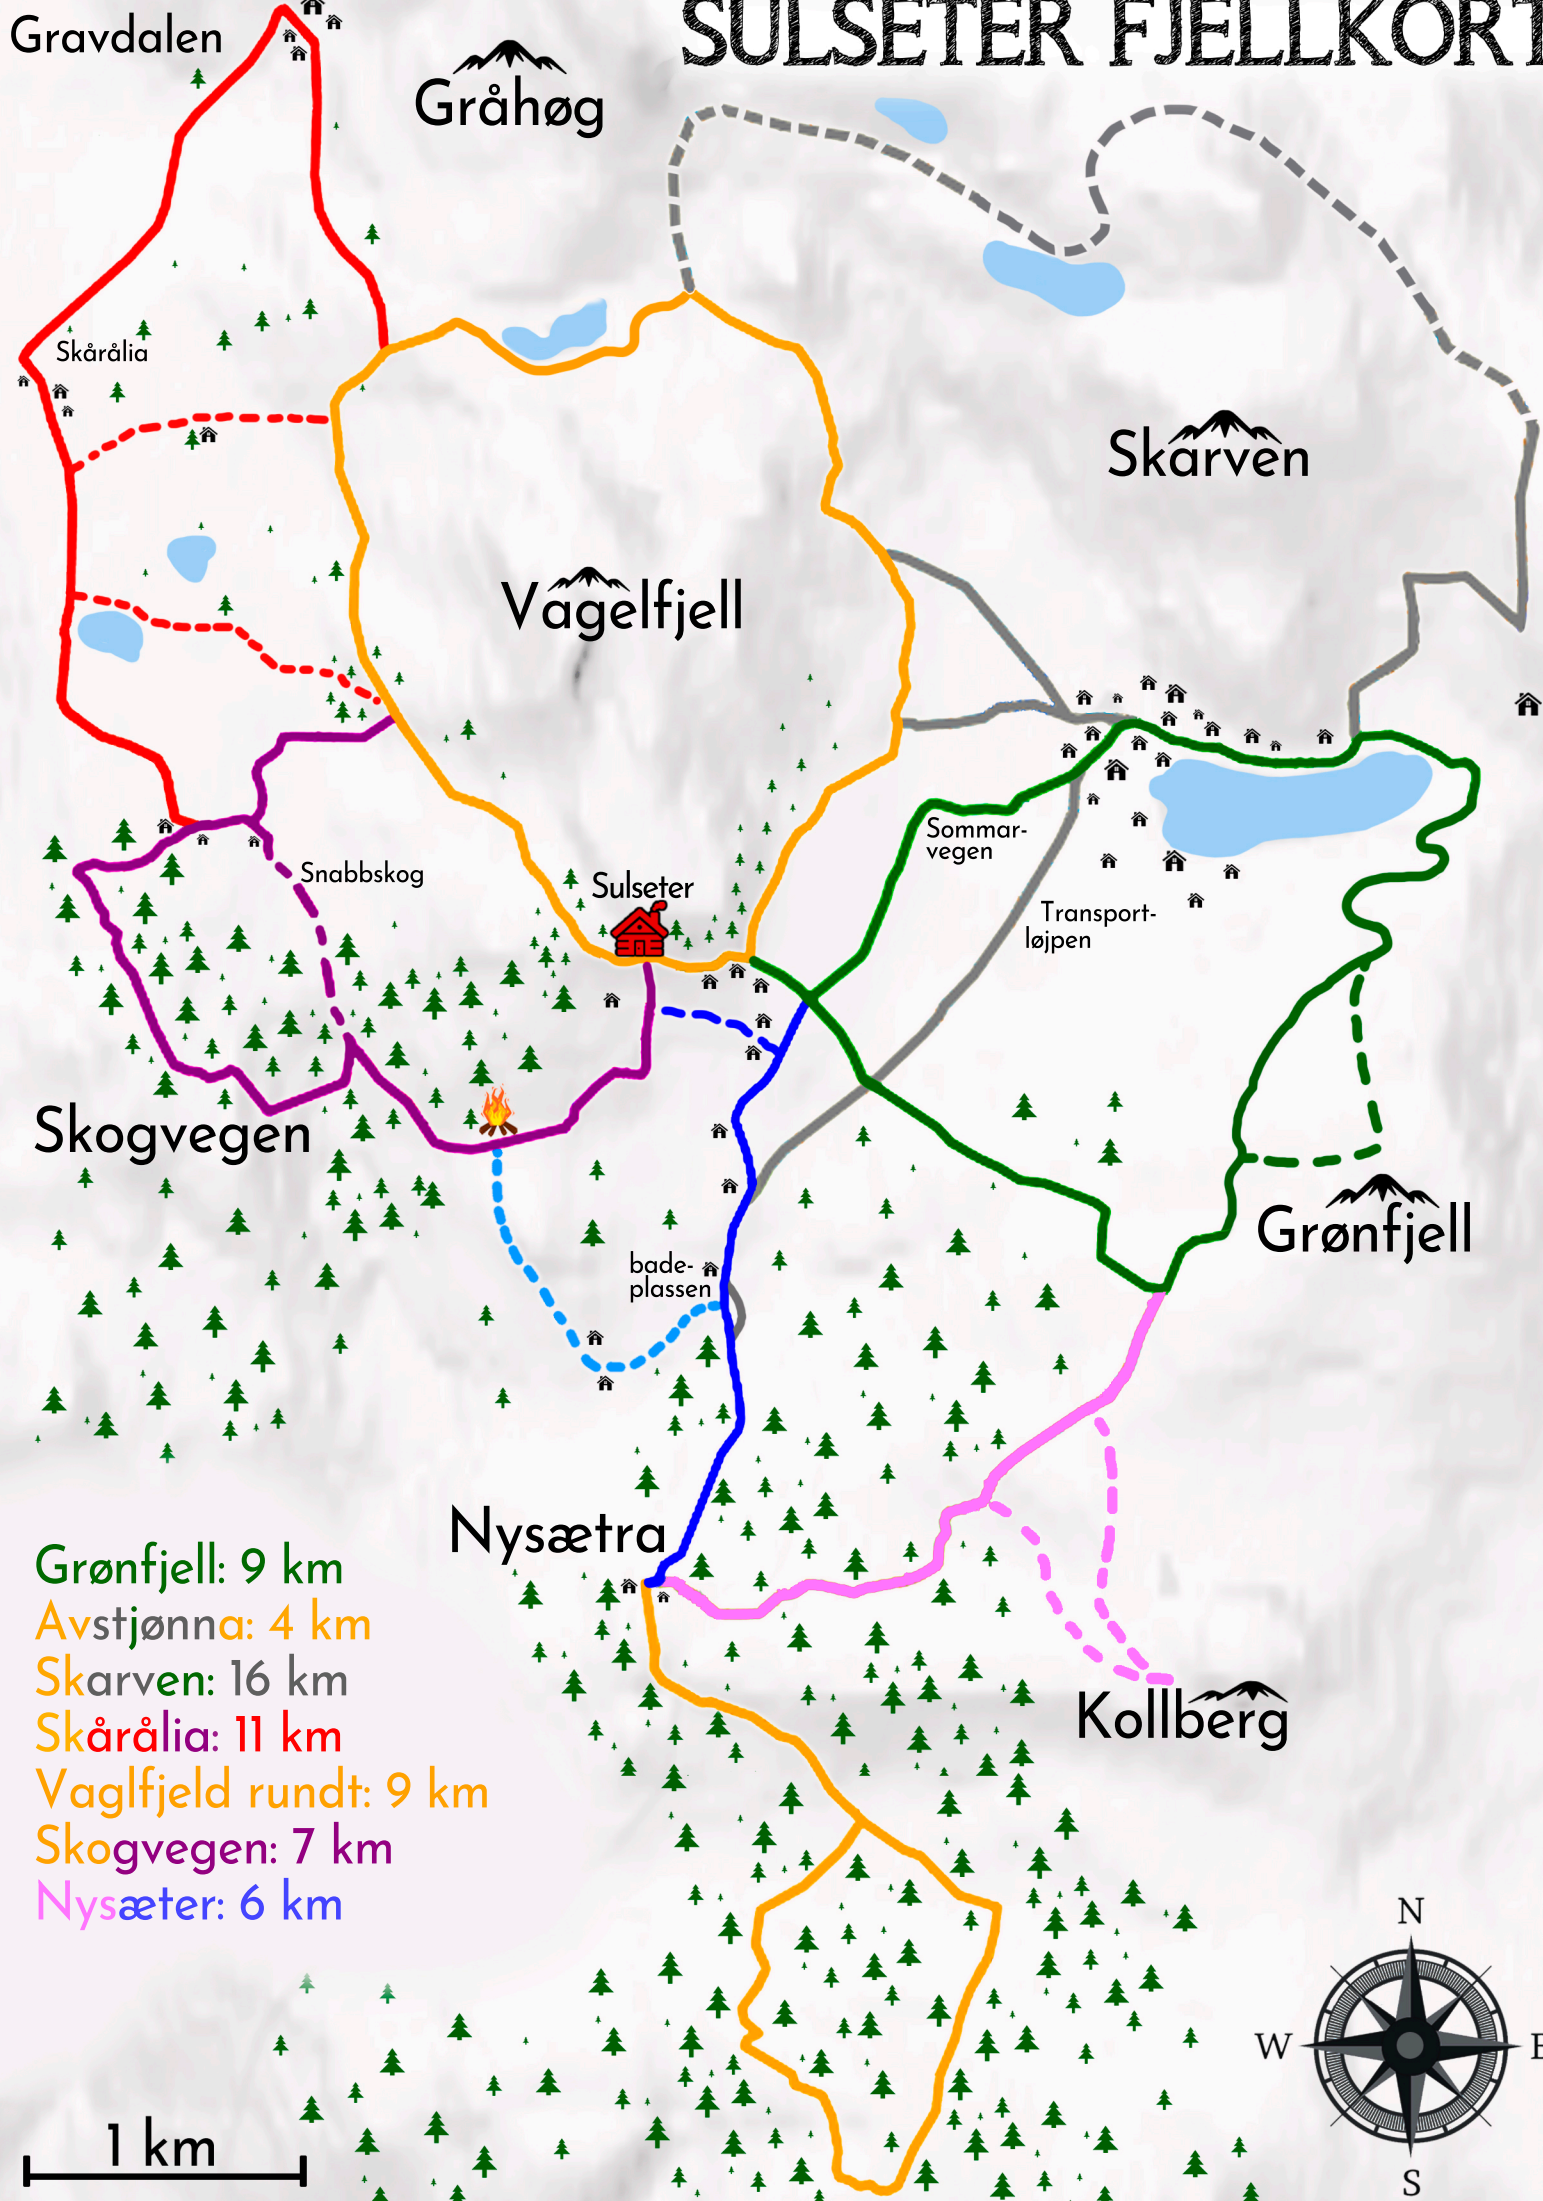 SULSETER FJELLKORT
Gravdalen
Gråhøg
Skårålia
Skarven
Vagelfjell
Sommar-
vegen
Snabbskog
Sulseter
Transport-
løjpen
Skogvegen
Grønfjell
bade-
plassen
Nysætra
Grønfjell: 9 km
Avstjønna: 4 km
Skarven: 16 km
Skårålia: 11 km
Vaglfjeld rundt: 9 km
Skogvegen: 7 km
Nysæter: 6 km
Kollberg
N
W
E
S
1 km